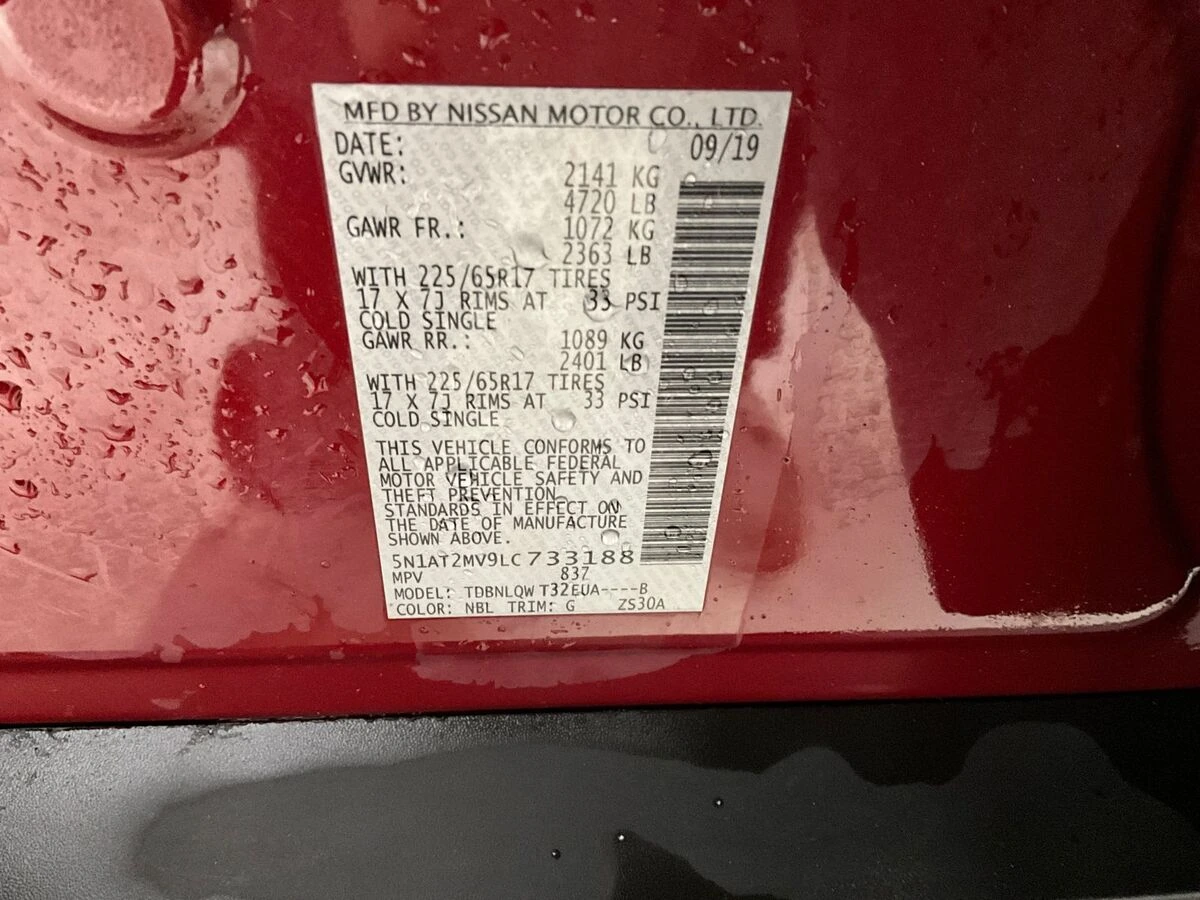 MFD BY NISSAN MOTOR CO., LTD.
DATE: 09/19
GVWR: 2141 KG
4720 LB
GAWR FR.: 1072 KG
2363 LB
WITH 225/65R17 TIRES
17 X 7J RIMS AT 33 PSI
COLD SINGLE
GAWR RR.: 1089 KG
2401 LB
WITH 225/65R17 TIRES
17 X 7J RIMS AT 33 PSI
COLD SINGLE
THIS VEHICLE CONFORMS TO
ALL APPLICABLE FEDERAL
MOTOR VEHICLE SAFETY AND
THEFT PREVENTION
STANDARDS IN EFFECT ON
THE DATE OF MANUFACTURE
SHOWN ABOVE.
5N1AT2MV9LC733188
MPV 837
MODEL: TDBNLQW T32EUA----B
COLOR: NBL TRIM: G ZS30A